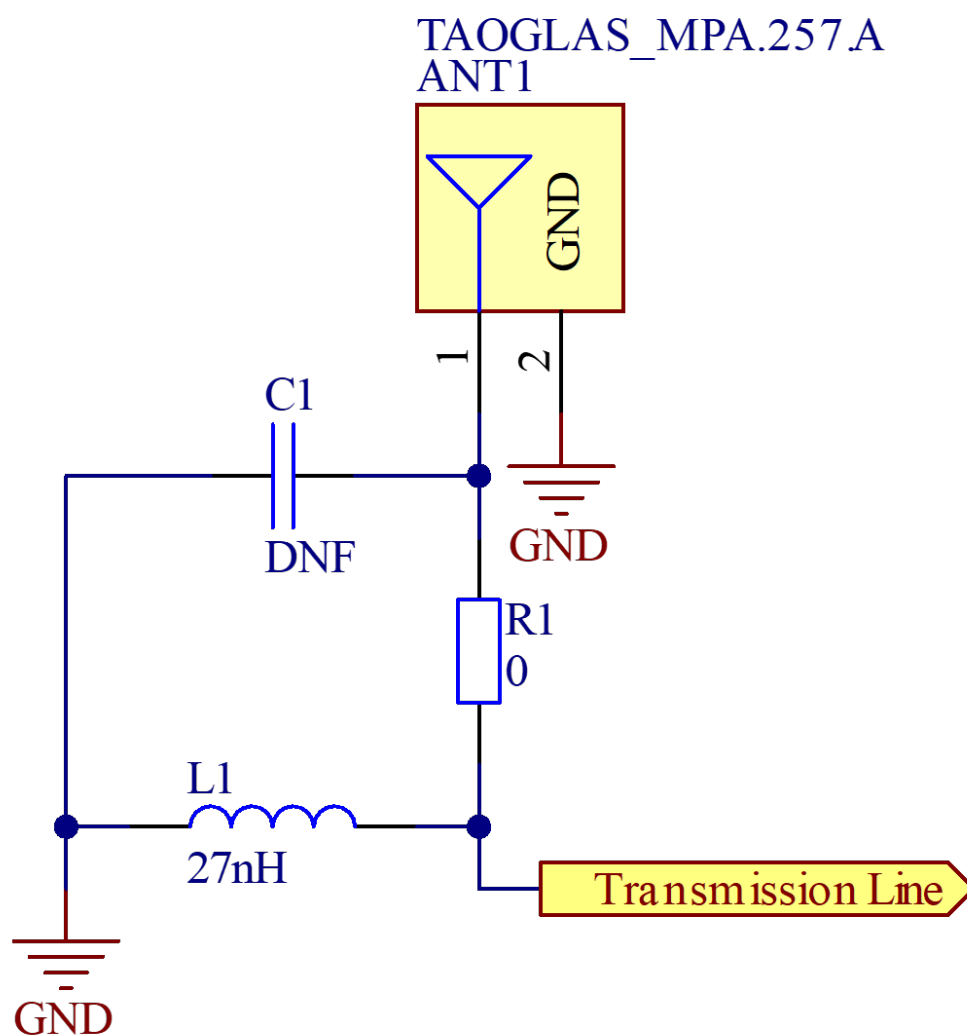 TAOGLAS_MPA.257.A
ANT1
GND
1
2
C1
DNF
GND
R1
0
L1
27nH
Transmission Line
GND